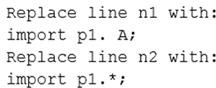 Replace line n1 with:
import p1. A;
Replace line n2 with:
import p1.*;